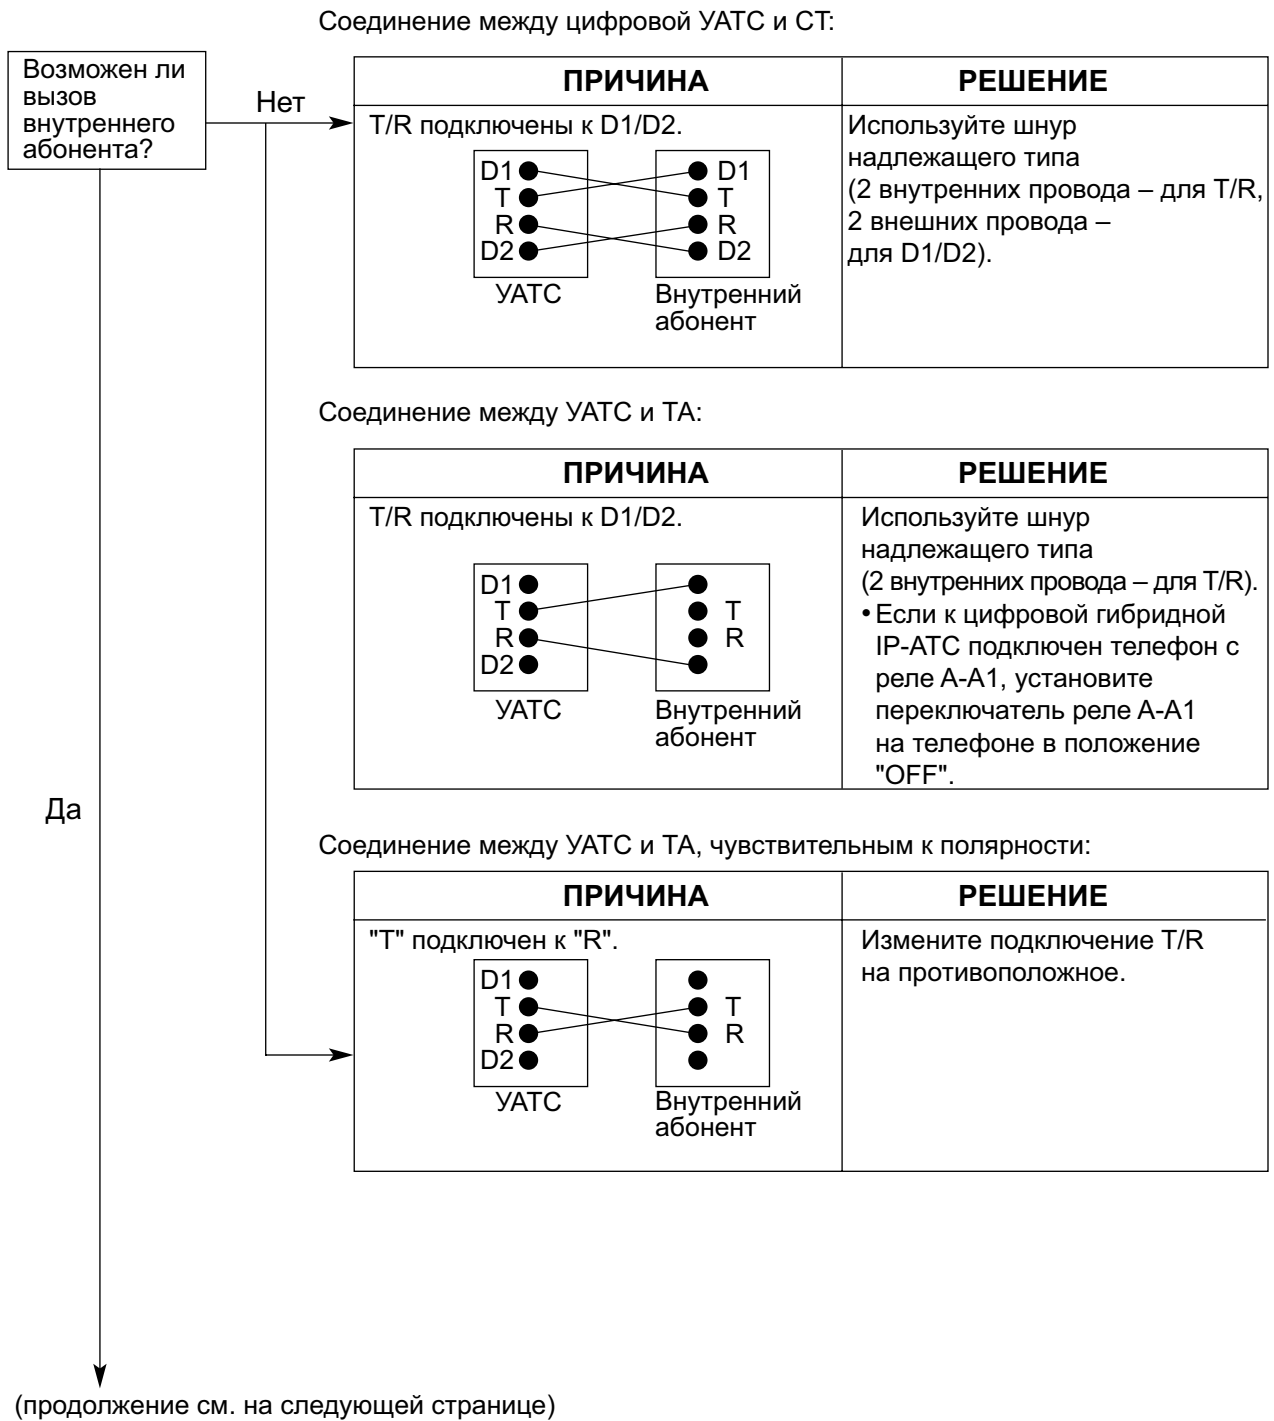 Соединение между цифровой УАТС и СТ:
Возможен ли
вызов
внутреннего
абонента?
Нет
ПРИЧИНА
РЕШЕНИЕ
T/R подключены к D1/D2.
D1
T
R
D2
УАТС
D1
T
R
D2
Внутренний
абонент
Используйте шнур
надлежащего типа
(2 внутренних провода – для T/R,
2 внешних провода –
для D1/D2).
Соединение между УАТС и ТА:
ПРИЧИНА
РЕШЕНИЕ
T/R подключены к D1/D2.
D1
T
R
D2
УАТС
T
R
Внутренний
абонент
Используйте шнур
надлежащего типа
(2 внутренних провода – для T/R).
• Если к цифровой гибридной
IP-АТС подключен телефон с
реле A-A1, установите
переключатель реле A-A1
на телефоне в положение
"OFF".
Да
Соединение между УАТС и ТА, чувствительным к полярности:
ПРИЧИНА
РЕШЕНИЕ
"T" подключен к "R".
D1
T
R
D2
УАТС
T
R
Внутренний
абонент
Измените подключение T/R
на противоположное.
(продолжение см. на следующей странице)